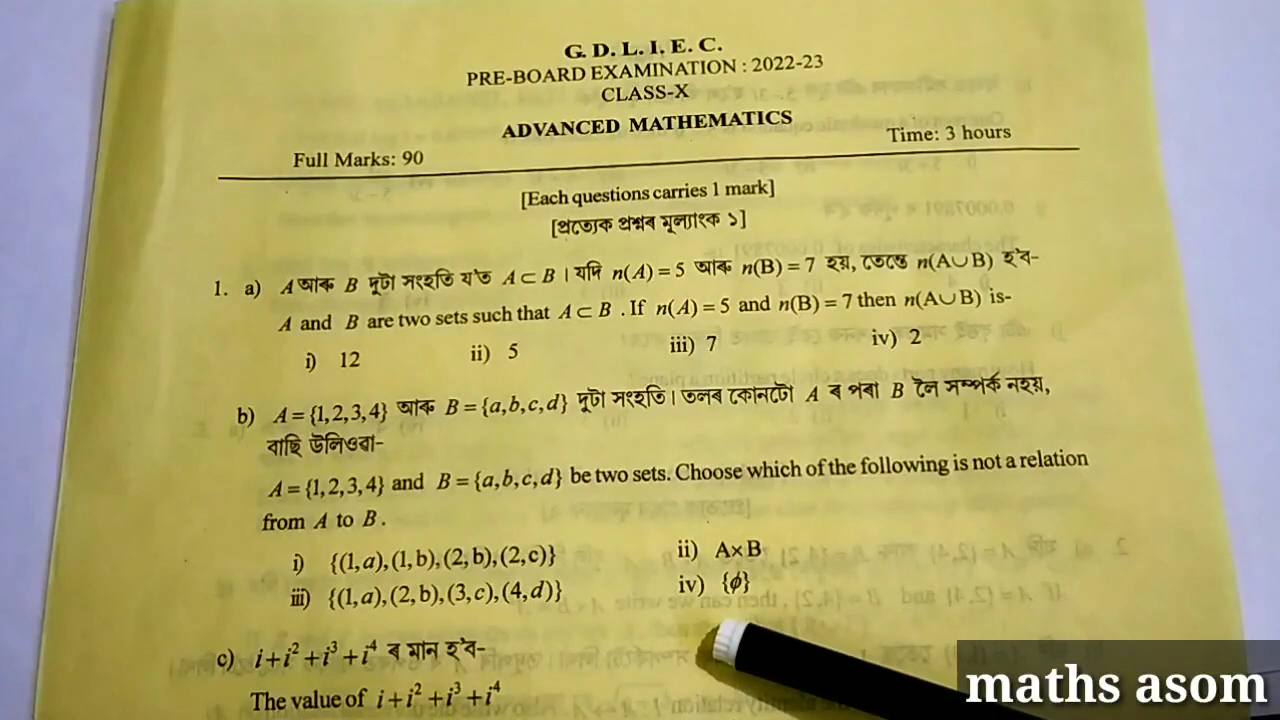 G. D. L. I. E. C.
PRE-BOARD EXAMINATION : 2022-23
CLASS-X
ADVANCED MATHEMATICS
Full Marks: 90
Time: 3 hours
[Each questions carries 1 mark]
[প্ৰত্যেক প্ৰশ্নৰ মূল্যাংক ১]
1. a) A আৰু B দুটা সংহতি য'ত A ⊂ B । যদি n(A) = 5 আৰু n(B) = 7 হয়, তেন্তে n(A∪B) হ'ব-
A and B are two sets such that A ⊂ B . If n(A) = 5 and n(B) = 7 then n(A∪B) is-
i) 12 ii) 5 iii) 7 iv) 2
b) A = {1,2,3,4} আৰু B = {a,b,c,d} দুটা সংহতি। তলৰ কোনটো A ৰ পৰা B লৈ সম্পৰ্ক নহয়,
বাছি উলিওৱা-
A = {1,2,3,4} and B = {a,b,c,d} be two sets. Choose which of the following is not a relation
from A to B .
i) {(1,a),(1,b),(2,b),(2,c)} ii) A×B
iii) {(1,a),(2,b),(3,c),(4,d)} iv) {ϕ}
c) i+i² +i³ +i⁴ ৰ মান হ'ব-
The value of i+i² +i³ +i⁴
maths asom